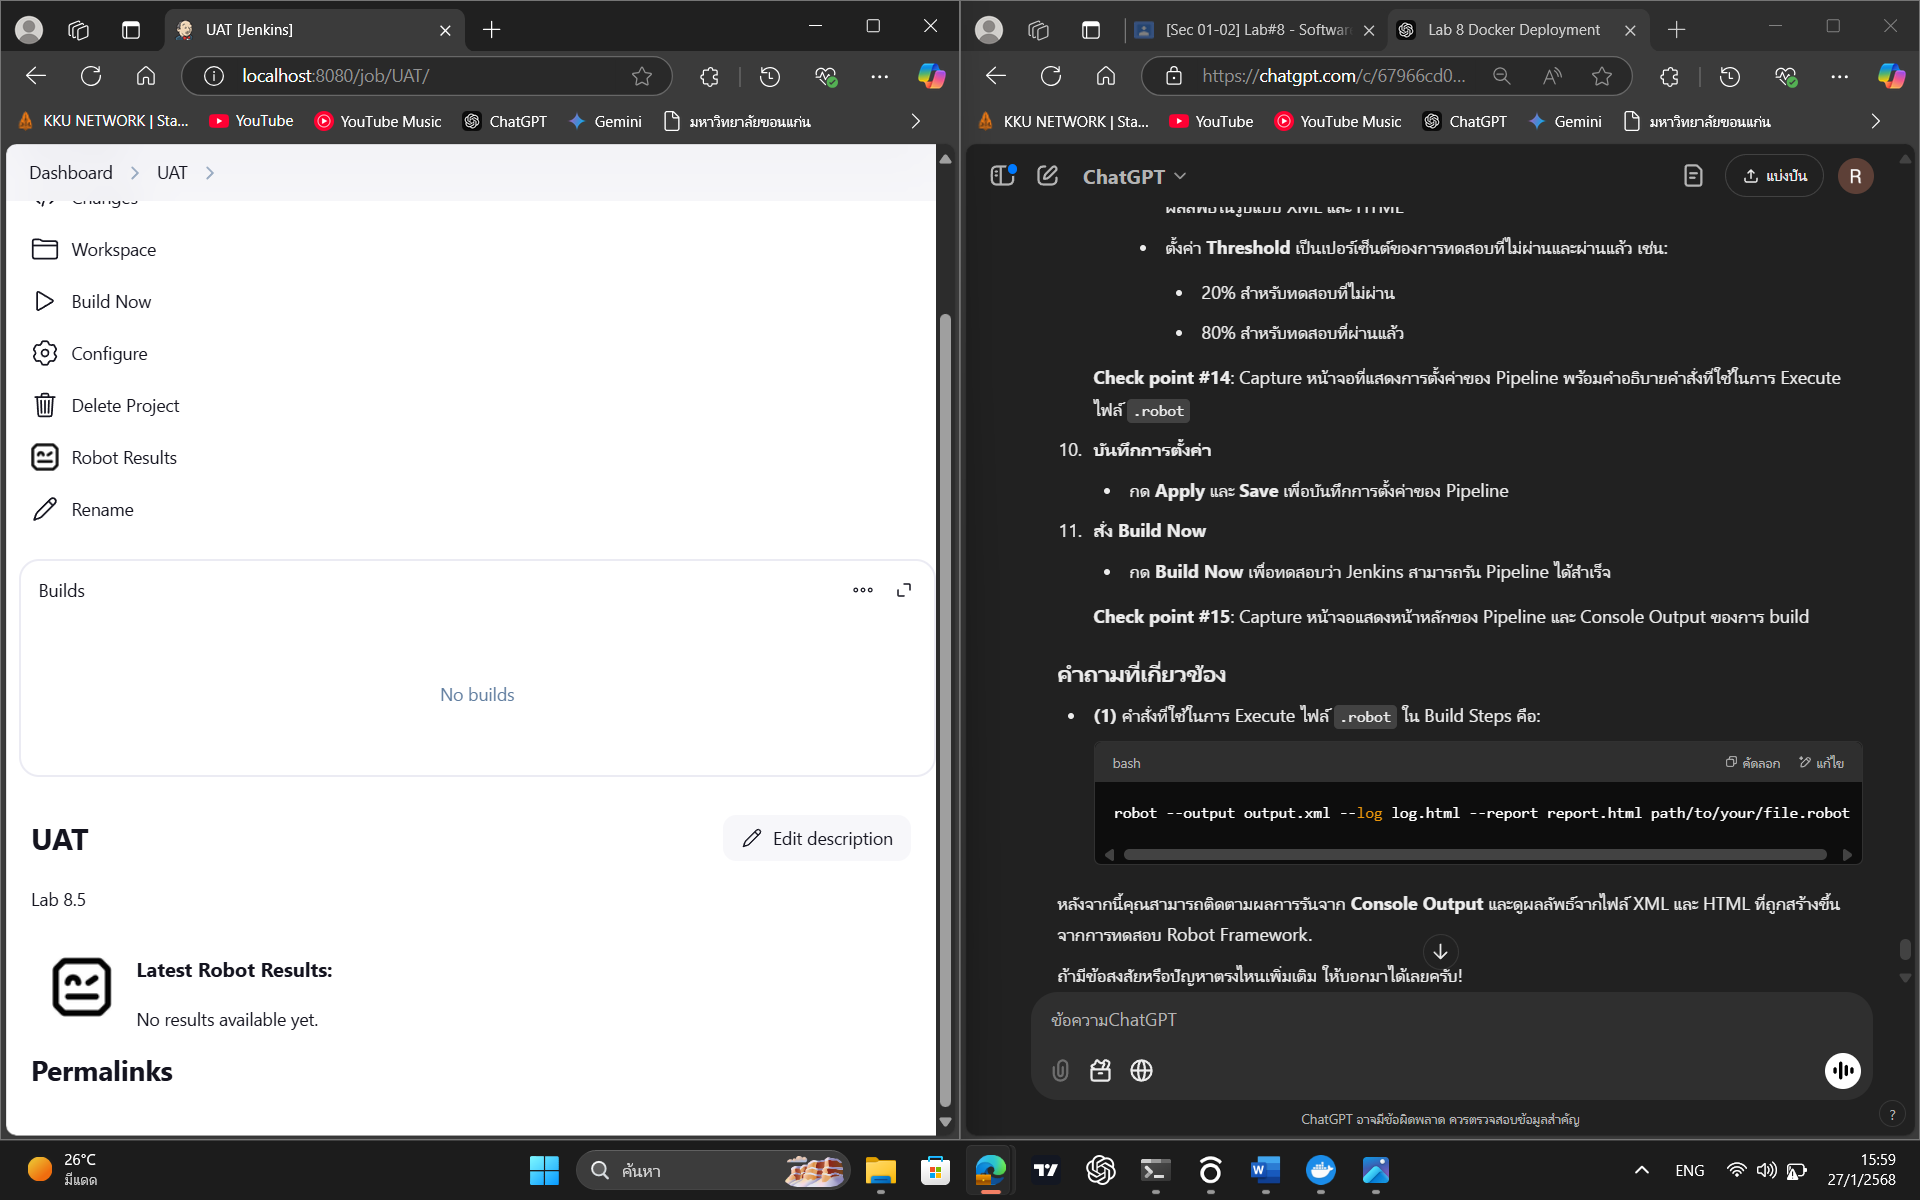 UAT [Jenkins]
localhost:8080/job/UAT/
KKU NETWORK | Sta...
YouTube
YouTube Music
ChatGPT
Gemini
มหาวิทยาลัยขอนแก่น
Dashboard
UAT
Changes
Workspace
Build Now
Configure
Delete Project
Robot Results
Rename
Builds
No builds
UAT
Edit description
Lab 8.5
Latest Robot Results:
No results available yet.
Permalinks
[Sec 01-02] Lab#8 - Softwar
Lab 8 Docker Deployment
https://chatgpt.com/c/67966cd0...
KKU NETWORK | Sta...
YouTube
YouTube Music
ChatGPT
Gemini
มหาวิทยาลัยขอนแก่น
ChatGPT
แบ่งปัน
R
ผลลัพธ์ในรูปแบบ XML และ HTML
• ตั้งค่า Threshold เป็นเปอร์เซ็นต์ของการทดสอบที่ไม่ผ่านและผ่านแล้ว เช่น:
• 20% สำหรับทดสอบที่ไม่ผ่าน
• 80% สำหรับทดสอบที่ผ่านแล้ว
Check point #14: Capture หน้าจอที่แสดงการตั้งค่าของ Pipeline พร้อมคำอธิบายคำสั่งที่ใช้ในการ Execute
ไฟล์ .robot
10. บันทึกการตั้งค่า
• กด Apply และ Save เพื่อบันทึกการตั้งค่าของ Pipeline
11. สั่ง Build Now
• กด Build Now เพื่อทดสอบว่า Jenkins สามารถรัน Pipeline ได้สำเร็จ
Check point #15: Capture หน้าจอแสดงหน้าหลักของ Pipeline และ Console Output ของการ build
คำถามที่เกี่ยวข้อง
• (1) คำสั่งที่ใช้ในการ Execute ไฟล์ .robot ใน Build Steps คือ:
bash
คัดลอก
แก้ไข
robot --output output.xml --log log.html --report report.html path/to/your/file.robot
หลังจากนี้คุณสามารถติดตามผลการรันจาก Console Output และดูผลลัพธ์จากไฟล์ XML และ HTML ที่ถูกสร้างขึ้น
จากการทดสอบ Robot Framework.
ถ้ามีข้อสงสัยหรือปัญหาตรงไหนเพิ่มเติม ให้บอกมาได้เลยครับ!
ข้อความChatGPT
ChatGPT อาจมีข้อผิดพลาด ควรตรวจสอบข้อมูลสำคัญ
?
26°C
มีแดด
ค้นหา
ENG
15:59
27/1/2568